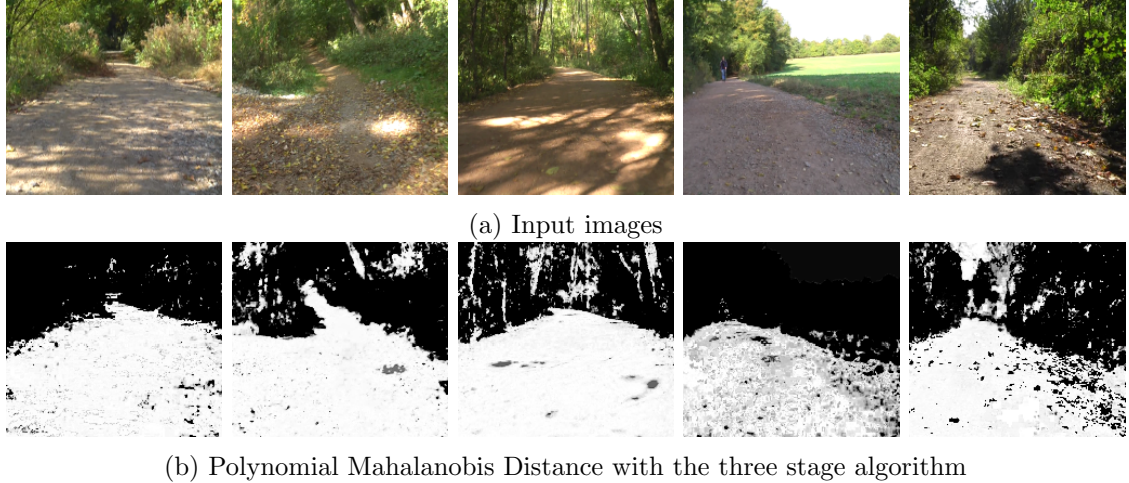 (a) Input images
(b) Polynomial Mahalanobis Distance with the three stage algorithm